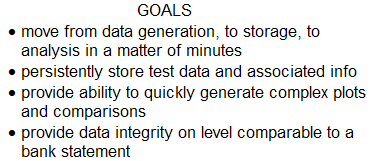 GOALS
• move from data generation, to storage, to
analysis in a matter of minutes
• persistently store test data and associated info
• provide ability to quickly generate complex plots
and comparisons
• provide data integrity on level comparable to a
bank statement